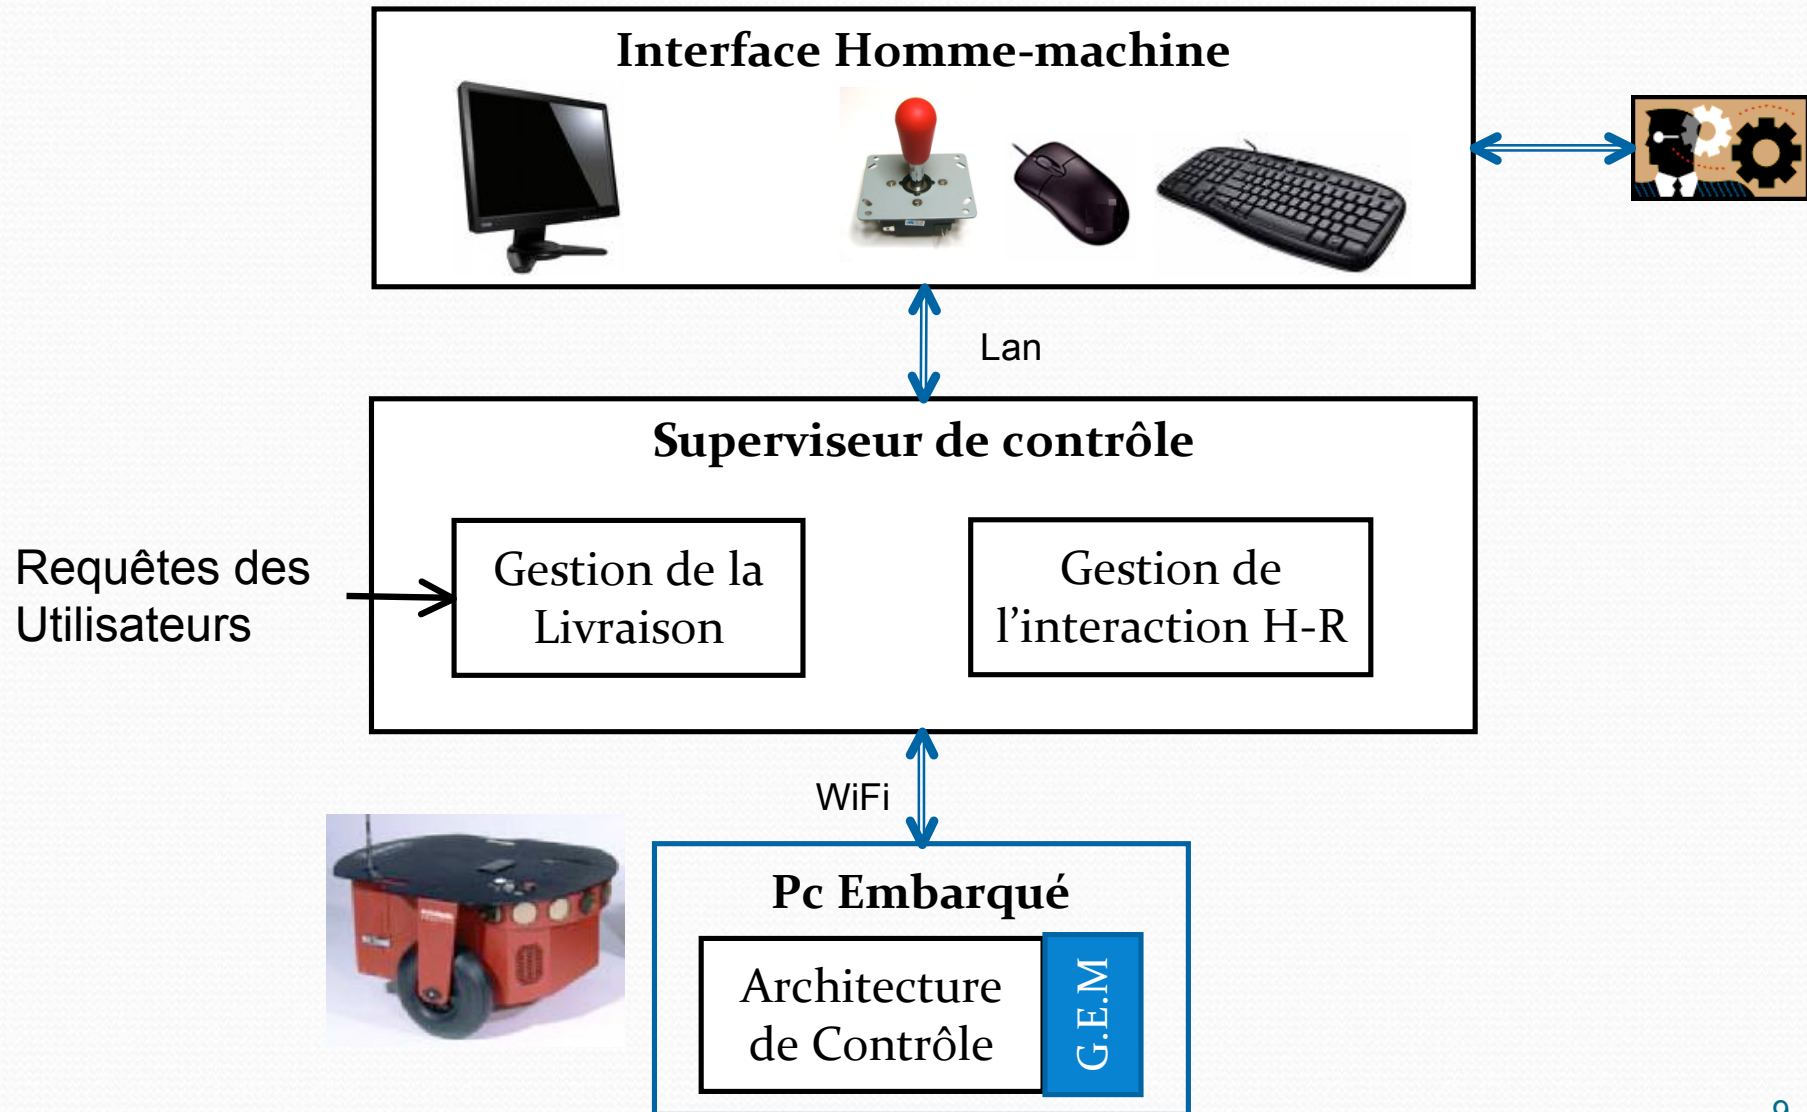 Interface Homme-machine
Lan
Superviseur de contrôle
Requêtes des
Utilisateurs
Gestion de la
Livraison
Gestion de
l’interaction H-R
WiFi
Pc Embarqué
Architecture
de Contrôle
G.E.M